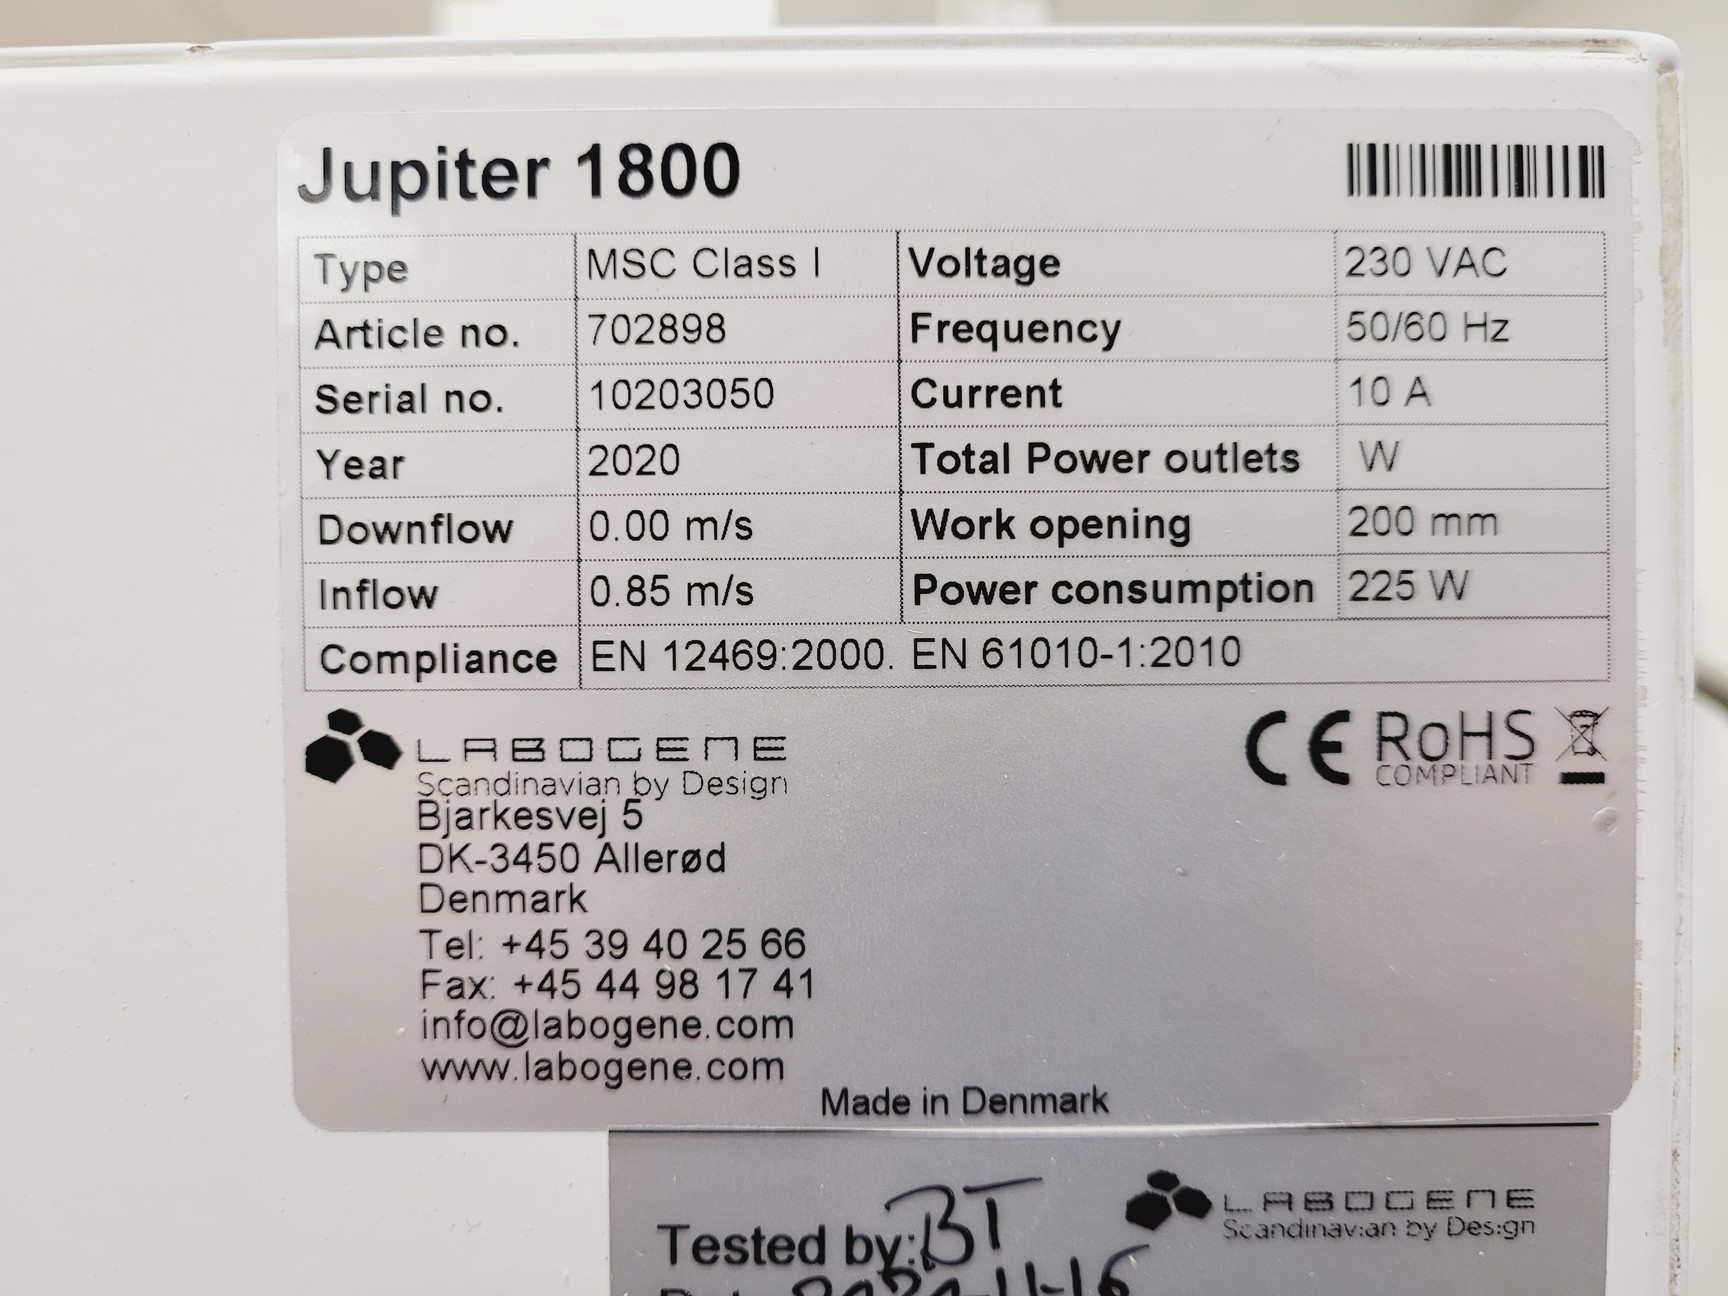 Jupiter 1800
Type MSC Class I Voltage 230 VAC
Article no. 702898 Frequency 50/60 Hz
Serial no. 10203050 Current 10 A
Year 2020 Total Power outlets W
Downflow 0.00 m/s Work opening 200 mm
Inflow 0.85 m/s Power consumption 225 W
Compliance EN 12469:2000. EN 61010-1:2010
LABOGENE
Scandinavian by Design
CE RoHS
COMPLIANT
Bjarkesvej 5
DK-3450 Allerød
Denmark
Tel: +45 39 40 25 66
Fax: +45 44 98 17 41
info@labogene.com
www.labogene.com
Made in Denmark
LABOGENE
Scandinavian by Design
Tested by: BT